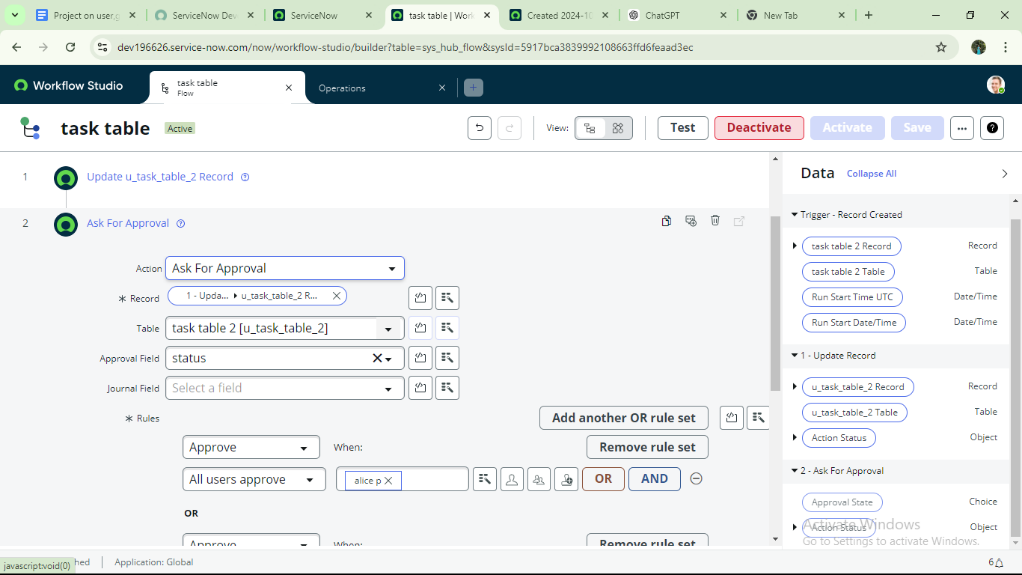 Project on user.g
ServiceNow Dev
ServiceNow
task table | Work
Created 2024-10
ChatGPT
New Tab
dev196626.service-now.com/now/workflow-studio/builder?table=sys_hub_flow&sysId=5917bca3839992108663ffd6feaad3ec
Workflow Studio
task table
Flow
Operations
task table
Active
View:
Test
Deactivate
Activate
Save
1
Update u_task_table_2 Record
2
Ask For Approval
Action
Ask For Approval
* Record
1 - Upda... ▸ u_task_table_2 R...
Table
task table 2 [u_task_table_2]
Approval Field
status
Journal Field
Select a field
* Rules
Add another OR rule set
Approve
When:
Remove rule set
All users approve
alice p
OR
AND
OR
Approve
When:
Remove rule set
Data
Collapse All
Trigger - Record Created
task table 2 Record
Record
task table 2 Table
Table
Run Start Time UTC
Date/Time
Run Start Date/Time
Date/Time
1 - Update Record
u_task_table_2 Record
Record
u_task_table_2 Table
Table
Action Status
Object
2 - Ask For Approval
Approval State
Choice
Action Status
Object
Activate Windows
Go to Settings to activate Windows.
javascript:void(0)
hed
Application: Global
6